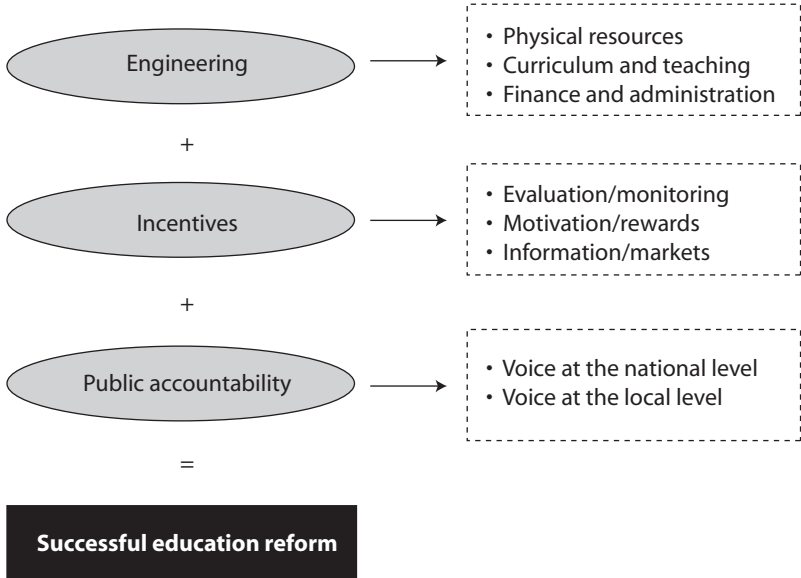 Engineering
• Physical resources
• Curriculum and teaching
• Finance and administration
+
Incentives
• Evaluation/monitoring
• Motivation/rewards
• Information/markets
+
Public accountability
• Voice at the national level
• Voice at the local level
=
Successful education reform